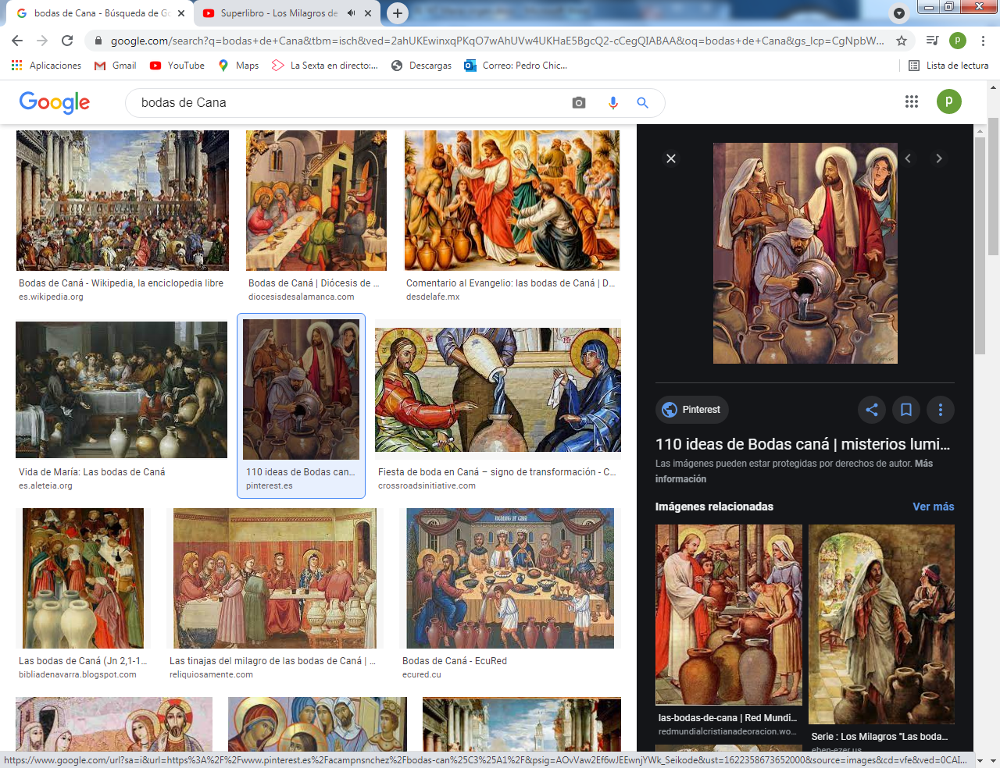 bodas de Cana - Búsqueda de Go
Superlibro - Los Milagros de
google.com/search?q=bodas+de+Cana&tbm=isch&ved=2ahUKEwinxqPKqO7wAhUVw4UKHaE5BgcQ2-cCegQIABAA&oq=bodas+de+Cana&gs_lcp=CgNpbW...
p
Aplicaciones
Gmail
YouTube
Maps
La Sexta en directo:...
Descargas
Correo: Pedro Chic...
Lista de lectura
Google
bodas de Cana
p
Bodas de Caná - Wikipedia, la enciclopedia libre
es.wikipedia.org
Bodas de Caná | Diócesis de ...
diocesisdesalamanca.com
Comentario al Evangelio: las bodas de Caná | D...
desdelafe.mx
Vida de María: Las bodas de Caná
es.aleteia.org
110 ideas de Bodas can...
pinterest.es
Fiesta de boda en Caná – signo de transformación - C...
crossroadsinitiative.com
Las bodas de Caná (Jn 2,1-1...
bibliadenavarra.blogspot.com
Las tinajas del milagro de las bodas de Caná | ...
reliquiosamente.com
Bodas de Caná - EcuRed
ecured.cu
Pinterest
110 ideas de Bodas caná | misterios lumi...
Las imágenes pueden estar protegidas por derechos de autor. Más
información
Imágenes relacionadas
Ver más
las-bodas-de-cana | Red Mundi...
redmundialcristianadeoracion.wo...
Serie : Los Milagros "Las boda...
eben-ezer.us
https://www.google.com/url?sa=i&url=https%3A%2F%2Fwww.pinterest.es%2Facampnsnchez%2Fbodas-can%25C3%25A1%2F&psig=AOvVaw2Ef6wJEEwnjYWk_Seikode&ust=1622358673652000&source=images&cd=vfe&ved=0CAI...